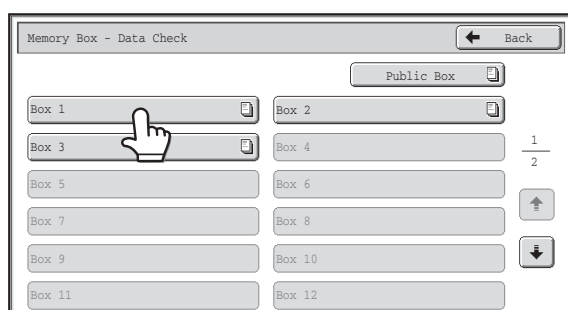 Memory Box - Data Check
Back
Public Box
Box 1
Box 2
Box 3
Box 4
1
2
Box 5
Box 6
Box 7
Box 8
Box 9
Box 10
Box 11
Box 12